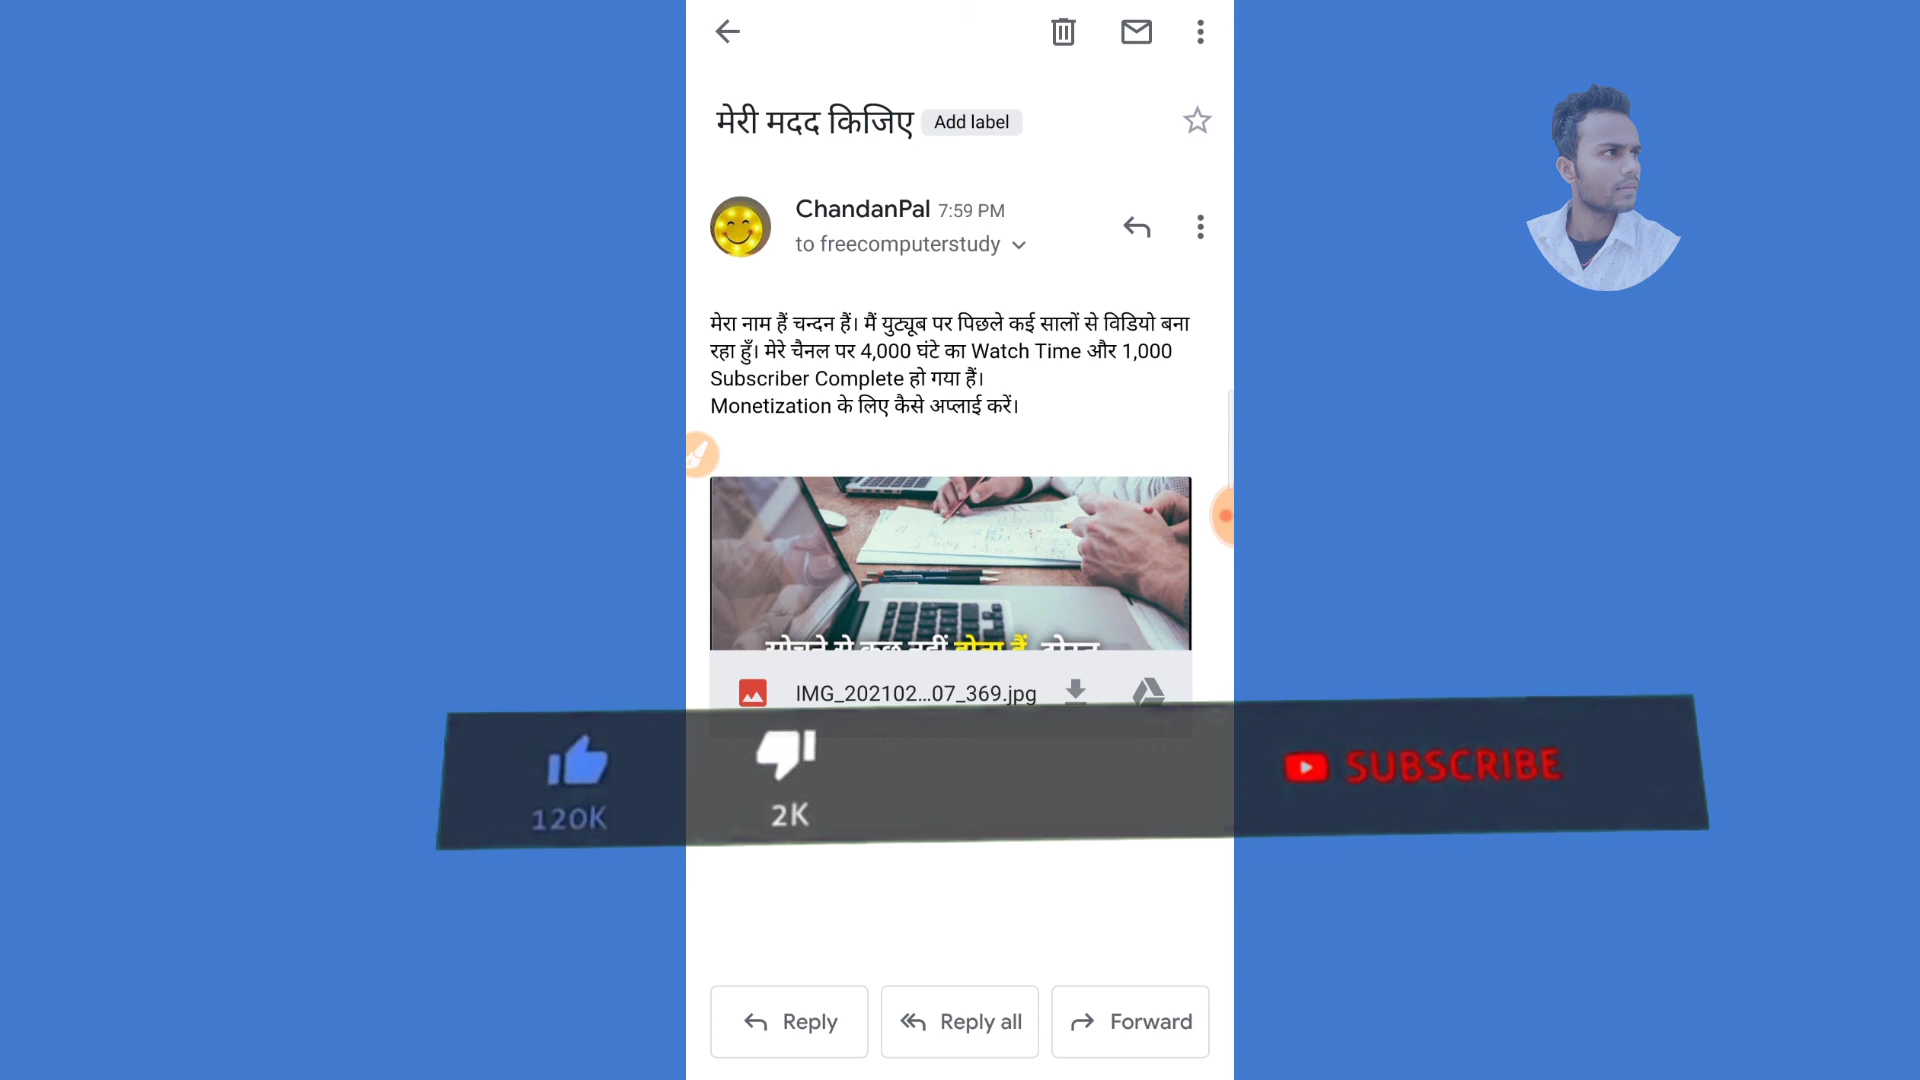 मेरी मदद किजिए Add label
ChandanPal 7:59 PM
to freecomputerstudy
मेरा नाम हैं चन्दन हैं। मैं युट्यूब पर पिछले कई सालों से विडियो बना
रहा हुँ। मेरे चैनल पर 4,000 घंटे का Watch Time और 1,000
Subscriber Complete हो गया हैं।
Monetization के लिए कैसे अप्लाई करें।
सोचने से कुछ नहीं होता हैं
IMG_202102...07_369.jpg
120K
2K
SUBSCRIBE
Reply
Reply all
Forward